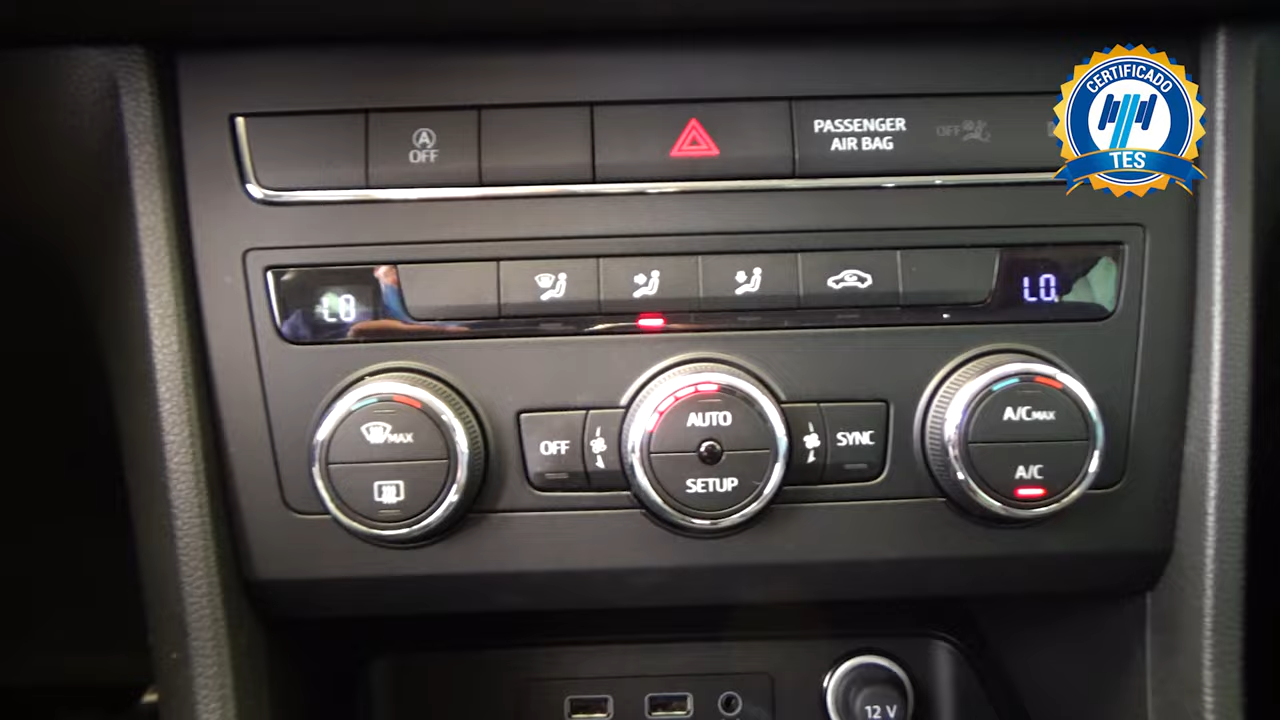 CERTIFICADO
TES
A
OFF
PASSENGER
AIR BAG
OFF
LO
LO
MAX
OFF
AUTO
SETUP
SYNC
A/C MAX
A/C
12 V